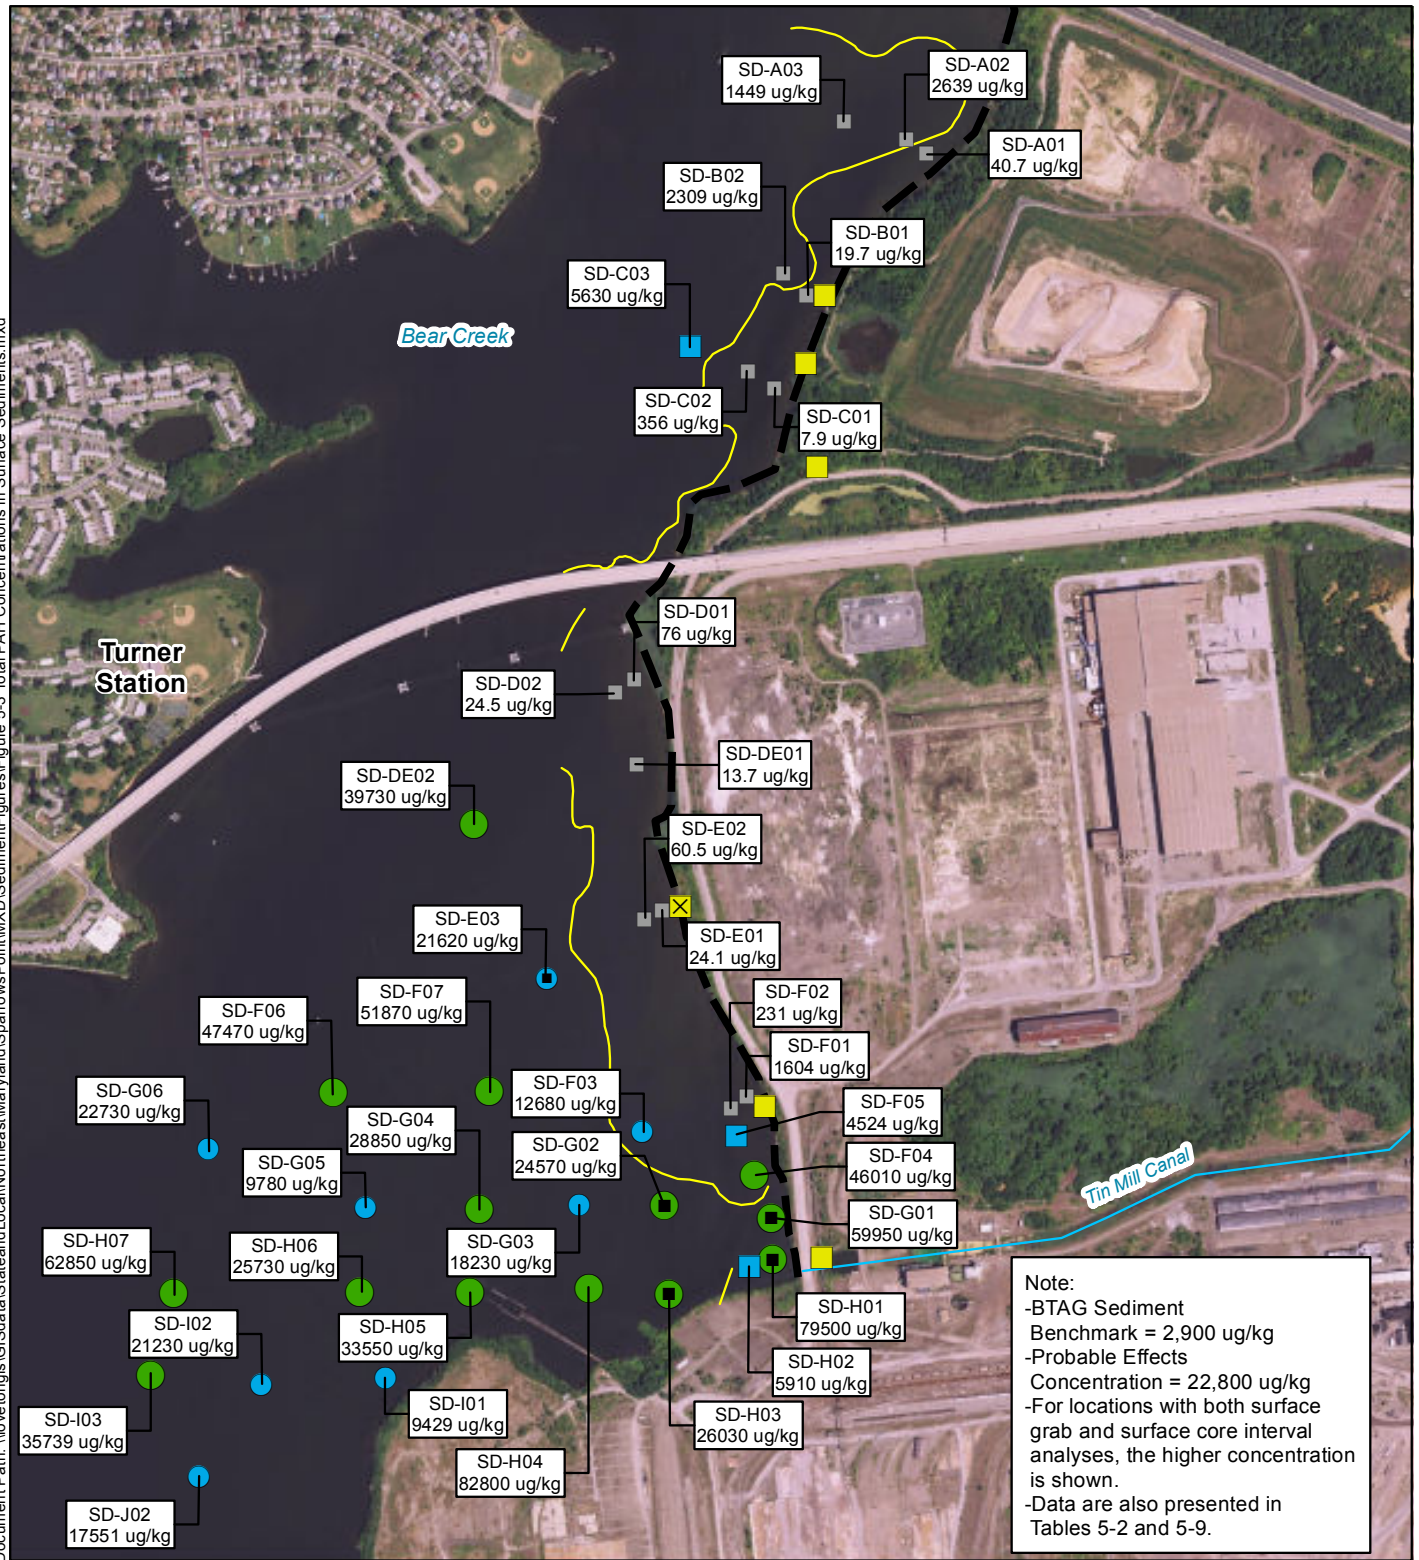 SD-A03
1449 ug/kg
SD-A02
2639 ug/kg
SD-A01
40.7 ug/kg
SD-B02
2309 ug/kg
SD-B01
19.7 ug/kg
SD-C03
5630 ug/kg
Bear Creek
SD-C02
356 ug/kg
SD-C01
7.9 ug/kg
Turner
Station
SD-D01
76 ug/kg
SD-D02
24.5 ug/kg
SD-DE01
13.7 ug/kg
SD-DE02
39730 ug/kg
SD-E02
60.5 ug/kg
SD-E03
21620 ug/kg
SD-E01
24.1 ug/kg
SD-F07
51870 ug/kg
SD-F02
231 ug/kg
SD-F06
47470 ug/kg
SD-F01
1604 ug/kg
SD-G06
22730 ug/kg
SD-F03
12680 ug/kg
SD-F05
4524 ug/kg
SD-G04
28850 ug/kg
SD-G02
24570 ug/kg
SD-F04
46010 ug/kg
SD-G05
9780 ug/kg
Tin Mill Canal
SD-G01
59950 ug/kg
SD-H07
62850 ug/kg
SD-H06
25730 ug/kg
SD-G03
18230 ug/kg
SD-I02
21230 ug/kg
SD-H05
33550 ug/kg
SD-H01
79500 ug/kg
SD-H02
5910 ug/kg
SD-I03
35739 ug/kg
SD-I01
9429 ug/kg
SD-H03
26030 ug/kg
SD-H04
82800 ug/kg
SD-J02
17551 ug/kg
Note:
-BTAG Sediment
Benchmark = 2,900 ug/kg
-Probable Effects
Concentration = 22,800 ug/kg
-For locations with both surface
grab and surface core interval
analyses, the higher concentration
is shown.
-Data are also presented in
Tables 5-2 and 5-9.